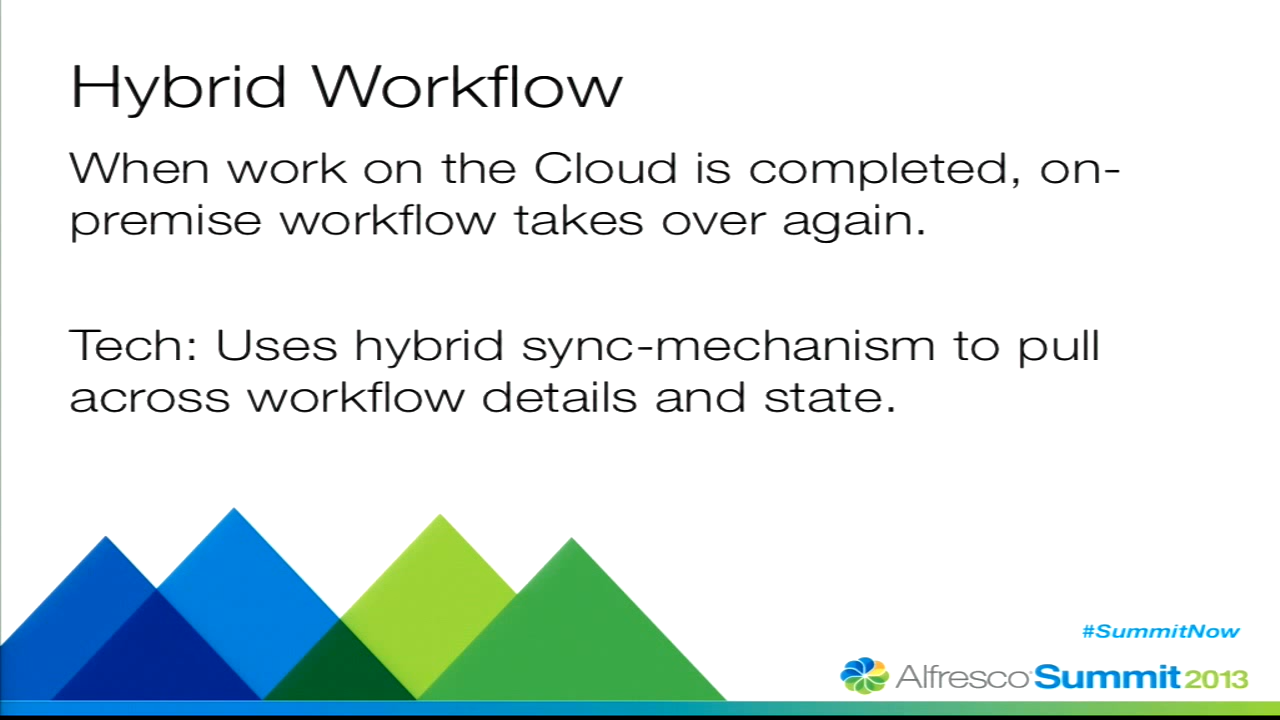 Hybrid Workflow
When work on the Cloud is completed, on-
premise workflow takes over again.
Tech: Uses hybrid sync-mechanism to pull
across workflow details and state.
#SummitNow
Alfresco Summit 2013